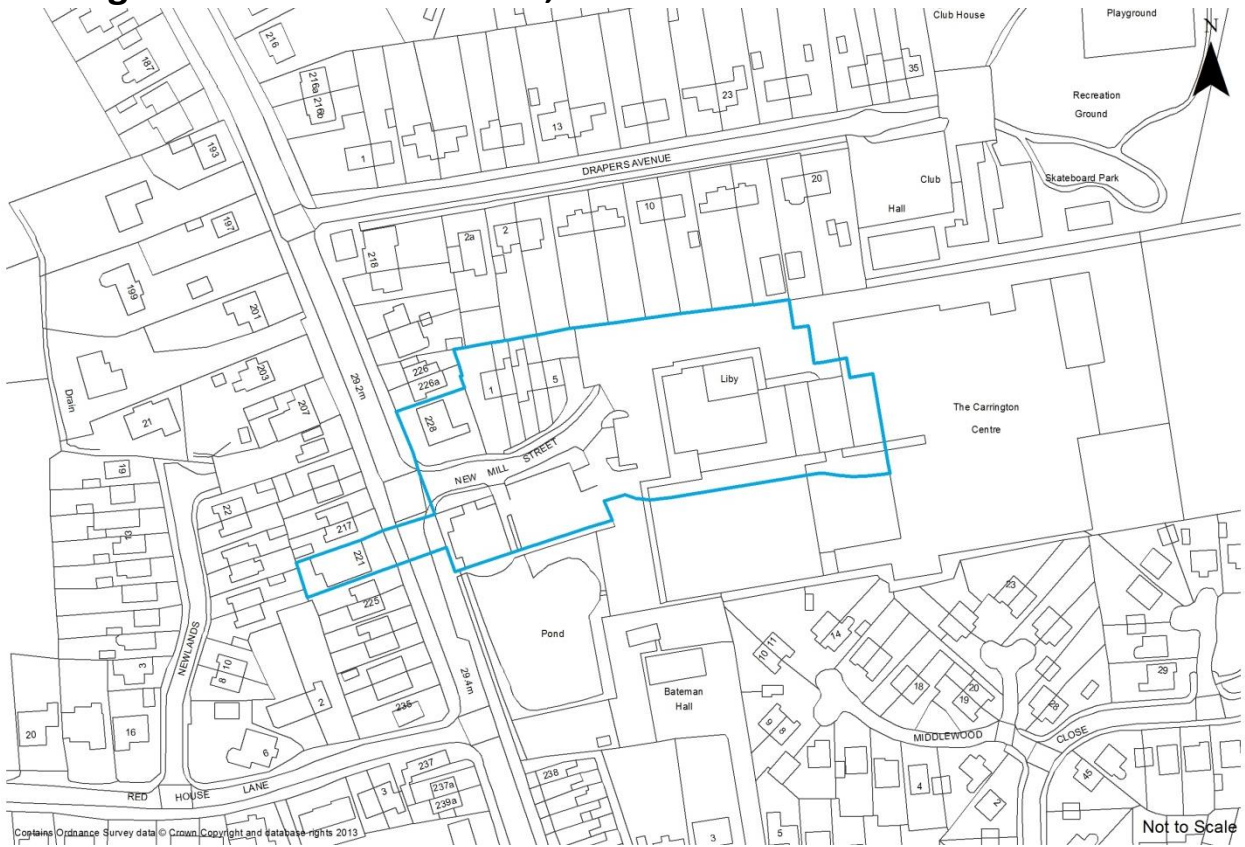 Club House
Playground
N
216
187
216a
216b
35
23
Recreation
Ground
13
193
1
DRAPERS AVENUE
Skateboard Park
Club
20
Hall
10
197
2
2a
218
199
201
29.2m
226
226a
1
5
Liby
203
The Carrington
Centre
Drain
207
21
228
NEW MILL STREET
19
22
217
13
221
225
23
Pond
14
NEWLANDS
10 11
3
8 10
29.4m
Bateman
Hall
18
20
19
29
28
2
235
9
8
20
16
6
MIDDLEWOOD
CLOSE
RED HOUSE LANE
237
238
237a
239a
3
4
45
2
3
5
Contains Ordnance Survey data © Crown Copyright and database rights 2013
Not to Scale